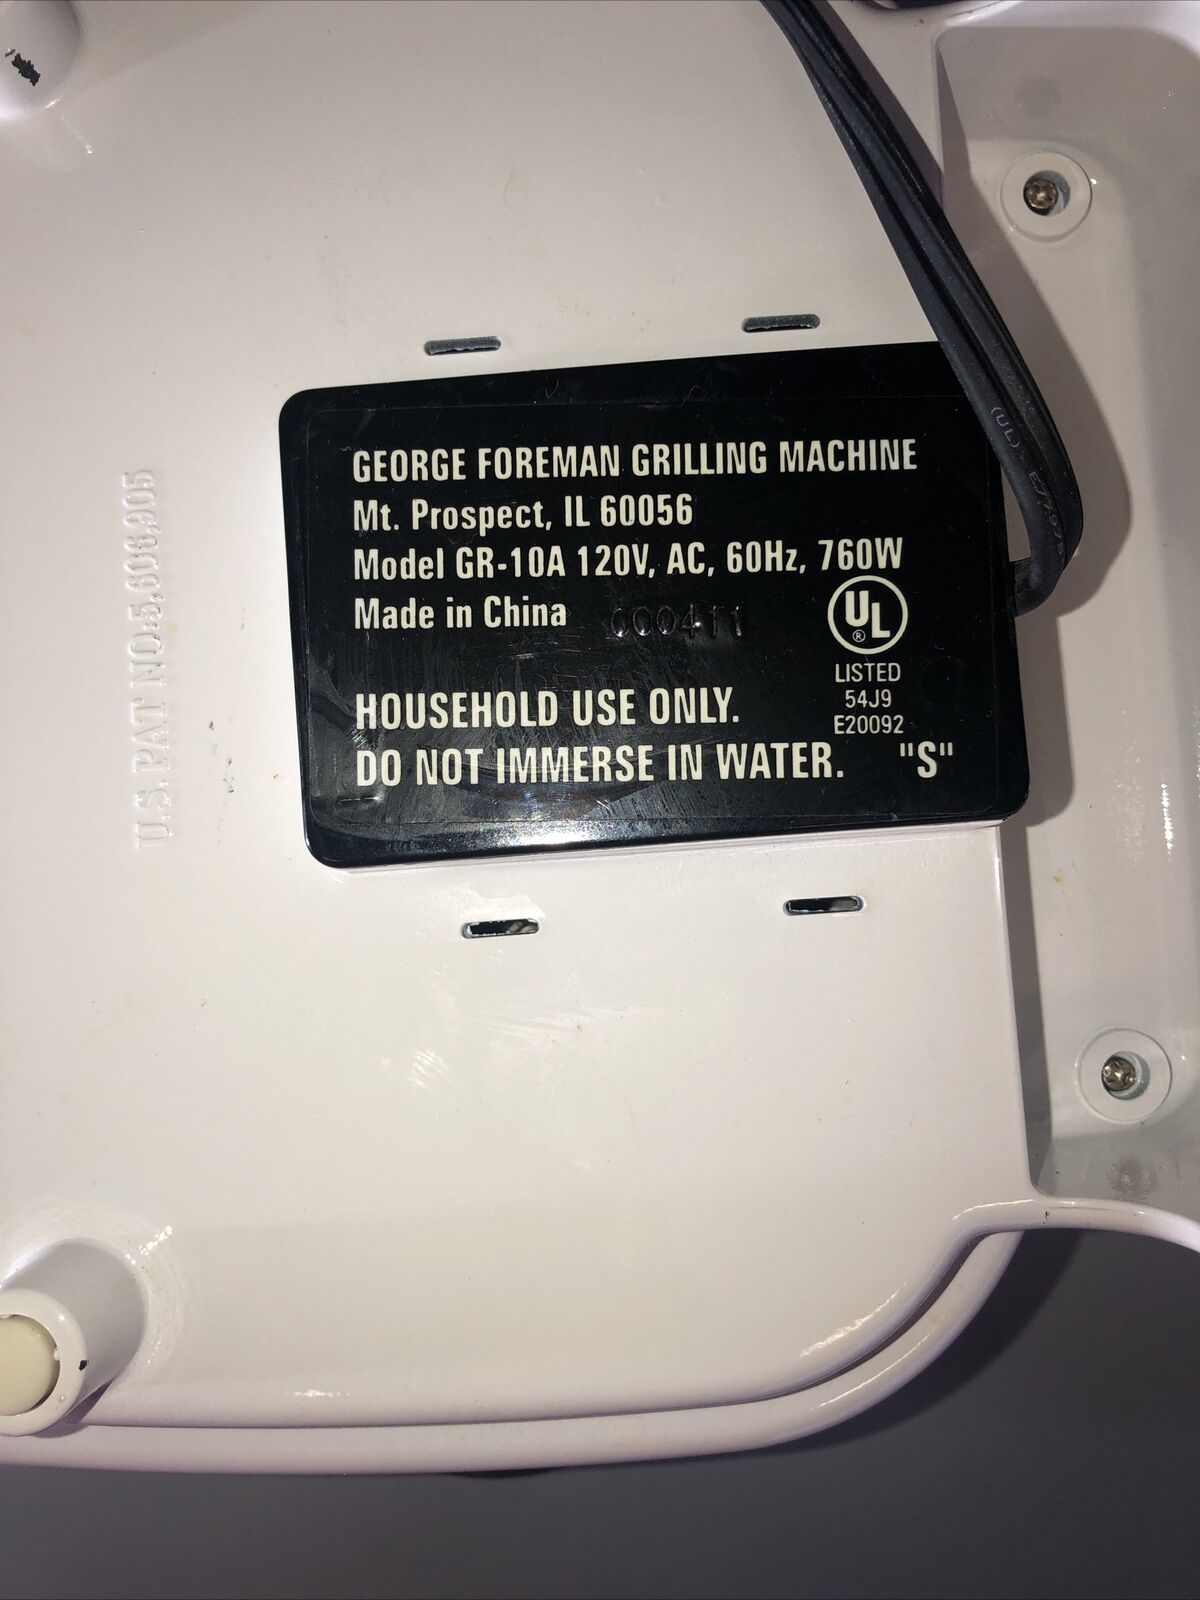 GEORGE FOREMAN GRILLING MACHINE
Mt. Prospect, IL 60056
Model GR-10A 120V, AC, 60Hz, 760W
Made in China 000411
UL
®
LISTED
54J9
E20092
HOUSEHOLD USE ONLY.
DO NOT IMMERSE IN WATER. "S"
U.S. PAT NO:5,606,905
(UL)